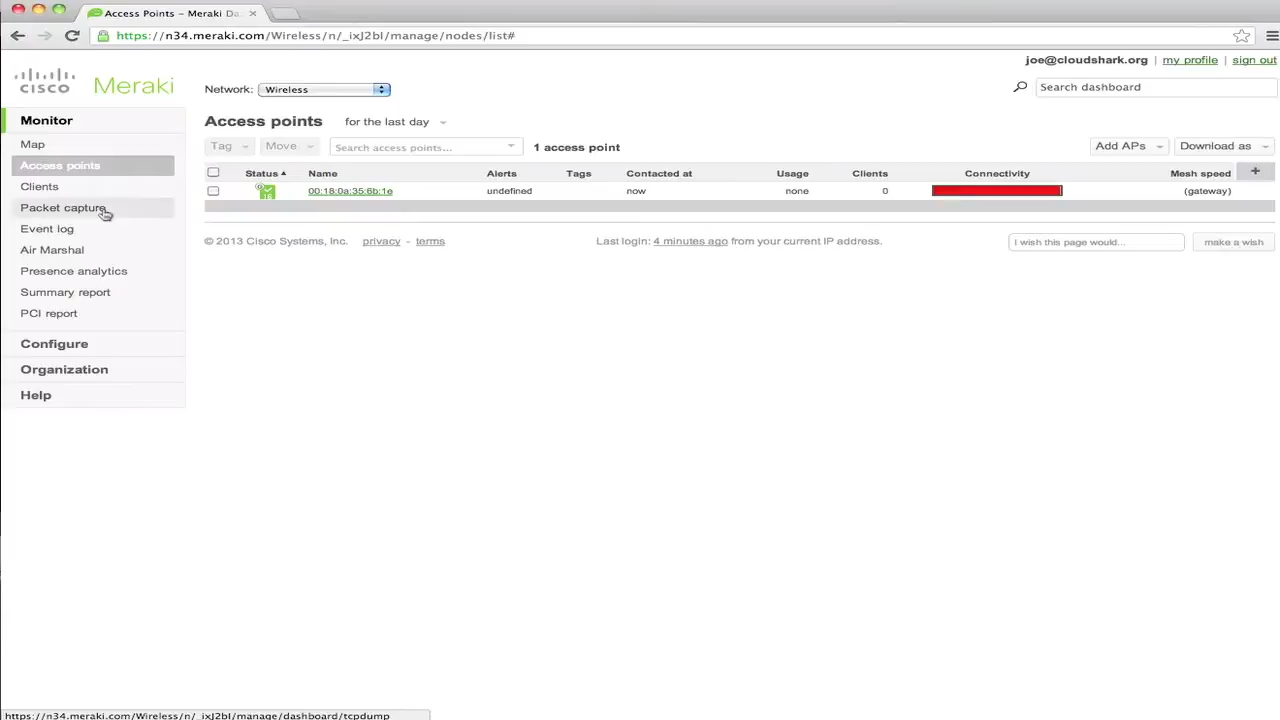 Access Points – Meraki Da
https://n34.meraki.com/Wireless/n/_ixJ2bI/manage/nodes/list#
joe@cloudshark.org | my profile | sign out
CISCO Meraki
Network: Wireless
Search dashboard
Monitor
Map
Access points
Clients
Packet capture
Event log
Air Marshal
Presence analytics
Summary report
PCI report
Configure
Organization
Help
Access points for the last day
Tag Move Search access points... 1 access point Add APs Download as
Status Name Alerts Tags Contacted at Usage Clients Connectivity Mesh speed +
00:18:0a:35:6b:1e undefined now none 0 (gateway)
© 2013 Cisco Systems, Inc. privacy - terms Last login: 4 minutes ago from your current IP address. I wish this page would... make a wish
https://n34.meraki.com/Wireless/n/_ixJ2bI/manage/dashboard/tcpdump